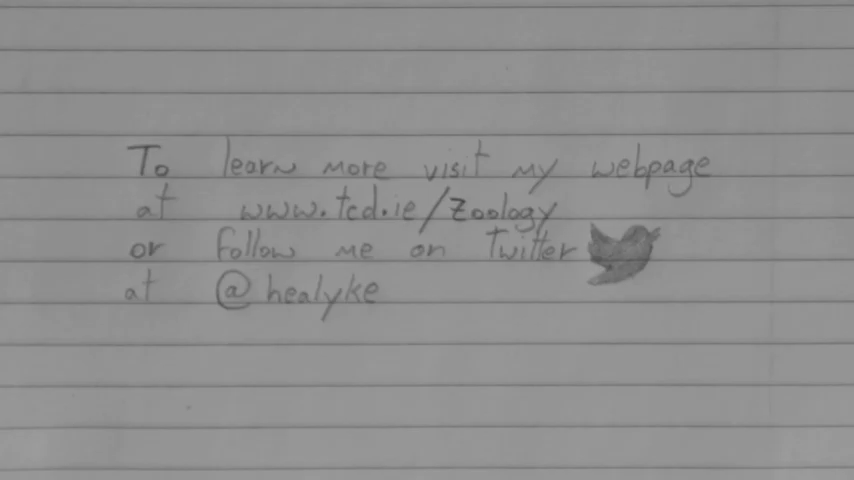 To learn more visit my webpage
at www.tcd.ie/Zoology
or follow me on Twitter
at @healyke